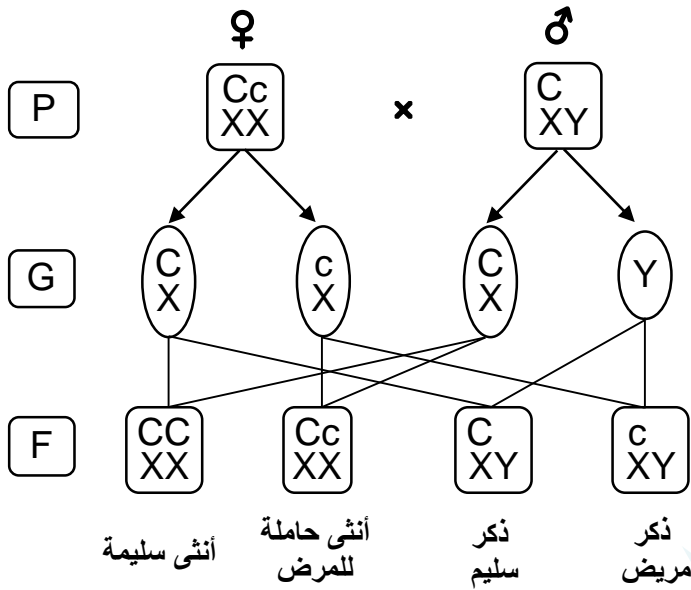 ♀ ♂
P
Cc
XX
×
C
XY
G
C
X
c
X
C
X
Y
F
CC
XX
Cc
XX
C
XY
c
XY
أنثى سليمة
أنثى حاملة
للمرض
ذكر
سليم
ذكر
مريض